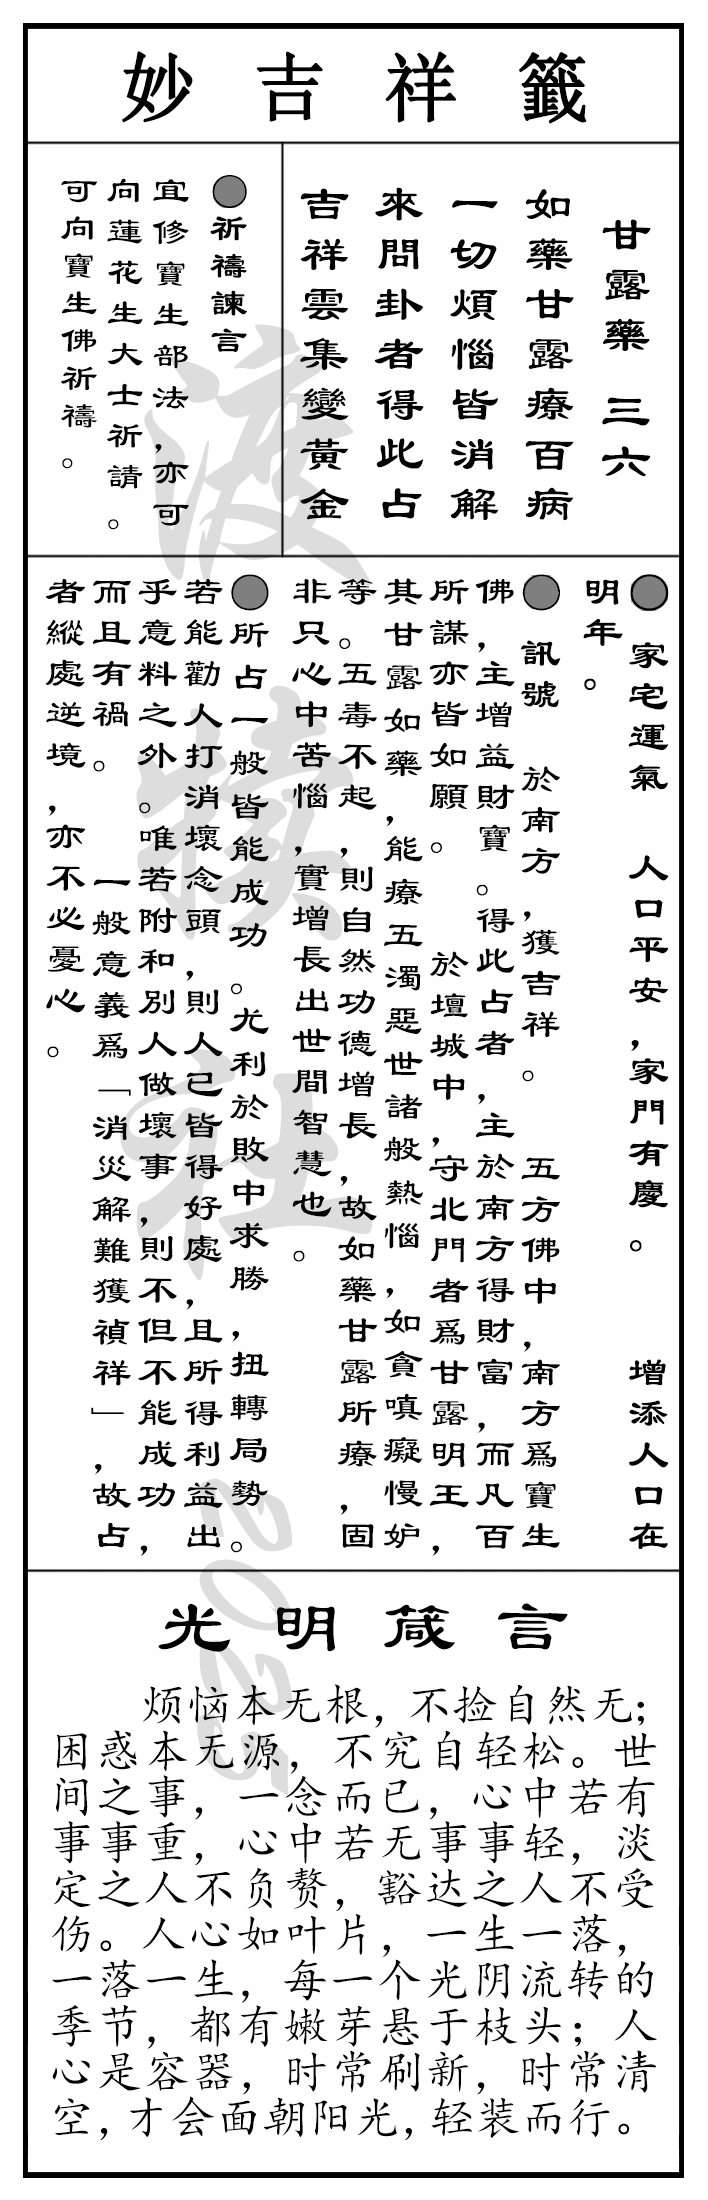 妙吉祥籤
甘露藥 三六
如藥甘露療百病
一切煩惱皆消解
來問卦者得此占
吉祥雲集變黃金
●祈禱諫言
宜修寶生部法，亦可
向蓮花生大士祈請。
可向寶生佛祈禱。
●家宅運氣 人口平安，家門有慶。 增添人口在
明年。
●訊號 於南方，獲吉祥。 五方佛中，南方爲寶生
佛，主增益財寶。得此占者，主於南方得財富，而凡百
所謀亦皆如願。 於壇城中，守北門者爲甘露明王，
其甘露如藥，能療五濁惡世諸般熱惱，如貪嗔癡慢妒
等。五毒不起，則自然功德增長，故如藥甘露所療，固
非只心中苦惱，實增長出世間智慧也。
●所占一般皆能成功。尤利於敗中求勝，扭轉局勢。
若能勸人打消壞念頭，則人己皆得好處，且所得利益出
乎意料之外。唯若附和別人做壞事，則不但不能成功，
而且有禍。 一般意義爲「消災解難獲禎祥」，故占
者縱處逆境，亦不必憂心。
光明箴言
烦恼本无根，不捡自然无；
困惑本无源，不究自轻松。世
间之事，一念而已，心中若有
事事重，心中若无事事轻，淡
定之人不负赘，豁达之人不受
伤。人心如叶片，一生一落，
一落一生，每一个光阴流转的
季节，都有嫩芽悬于枝头；人
心是容器，时常刷新，时常清
空，才会面朝阳光，轻装而行。
2025